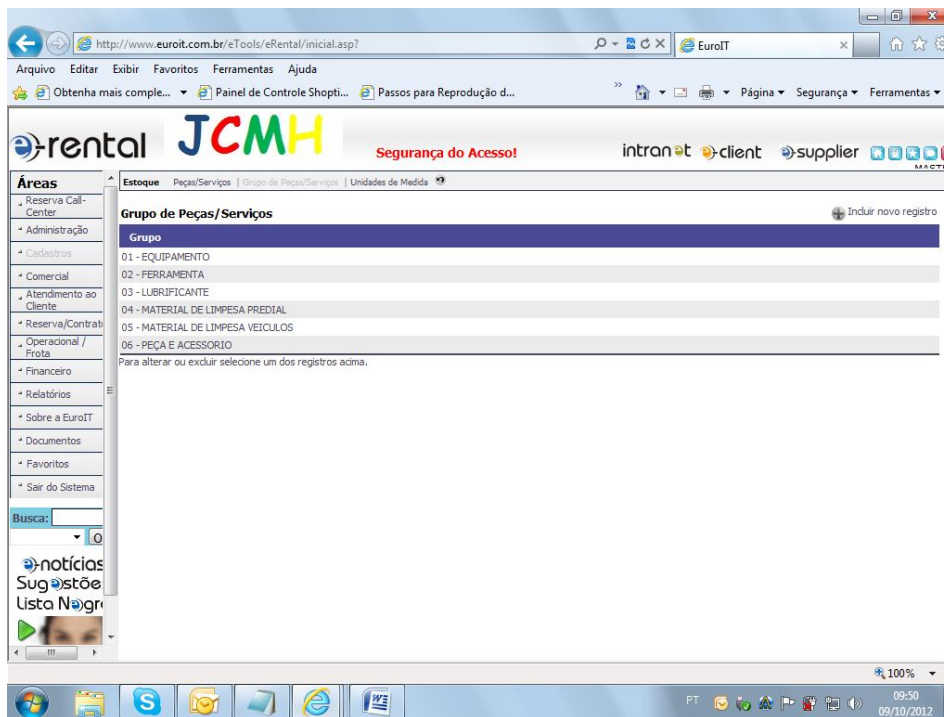 http://www.euroit.com.br/eTools/eRental/inicial.asp?
EuroIT
Arquivo Editar Exibir Favoritos Ferramentas Ajuda
Obtenha mais comple... Painel de Controle Shopti... Passos para Reprodução d...
Página Segurança Ferramentas
e-rental JCMH Segurança do Acesso! intranet e-client e-supplier
Áreas
Estoque Peças/Serviços | Grupo de Peças/Serviços | Unidades de Medida
Reserva Call-
Center
Administração
Cadastros
Comercial
Atendimento ao
Cliente
Reserva/Contrat
Operacional /
Frota
Financeiro
Relatórios
Sobre a EuroIT
Documentos
Favoritos
Sair do Sistema
Busca:
e-notícias
Sugestõe
Lista Negr
Grupo de Peças/Serviços
Incluir novo registro
Grupo
01 - EQUIPAMENTO
02 - FERRAMENTA
03 - LUBRIFICANTE
04 - MATERIAL DE LIMPESA PREDIAL
05 - MATERIAL DE LIMPESA VEICULOS
06 - PEÇA E ACESSORIO
Para alterar ou excluir selecione um dos registros acima.
100%
PT
09:50
09/10/2012